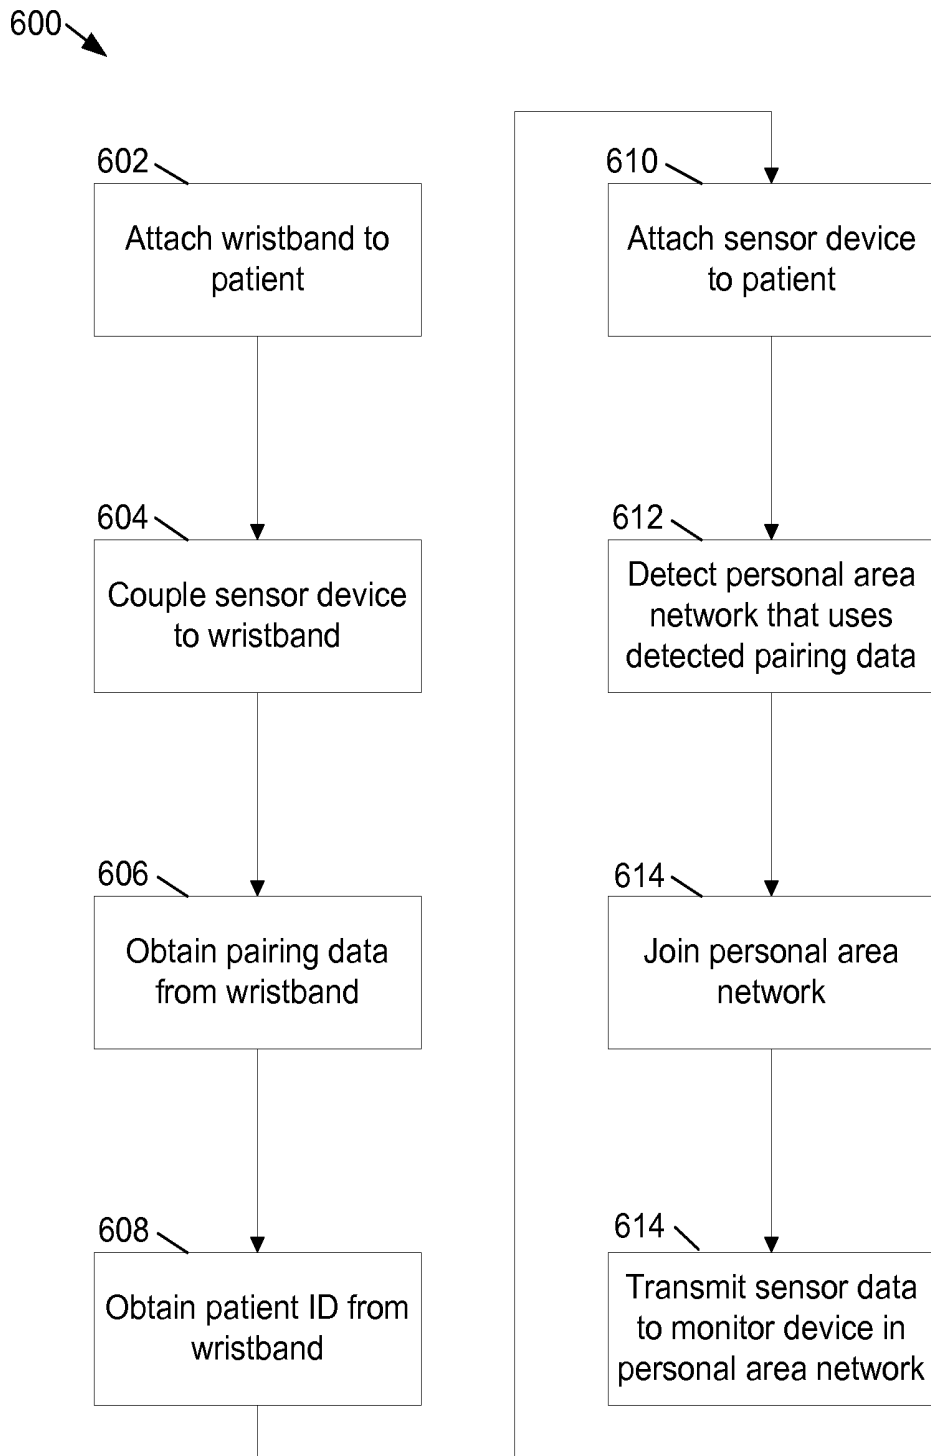 600
602
Attach wristband to
patient
604
Couple sensor device
to wristband
606
Obtain pairing data
from wristband
608
Obtain patient ID from
wristband
610
Attach sensor device
to patient
612
Detect personal area
network that uses
detected pairing data
614
Join personal area
network
614
Transmit sensor data
to monitor device in
personal area network